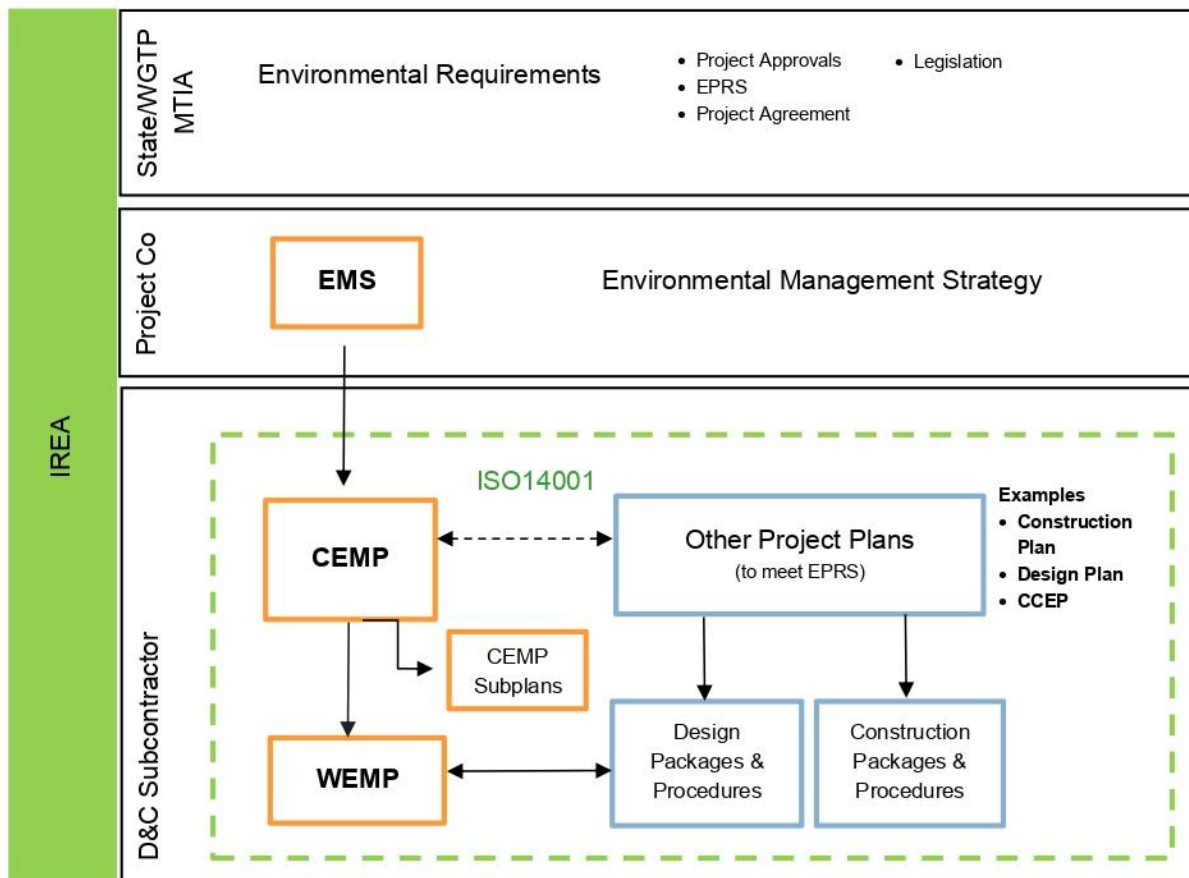 IREA
State/WGTP
MTIA
Environmental Requirements
• Project Approvals
• EPRS
• Project Agreement
• Legislation
Project Co
EMS
Environmental Management Strategy
D&C Subcontractor
ISO14001
CEMP
Other Project Plans
(to meet EPRS)
Examples
• Construction
Plan
• Design Plan
• CCEP
CEMP
Subplans
WEMP
Design
Packages &
Procedures
Construction
Packages &
Procedures